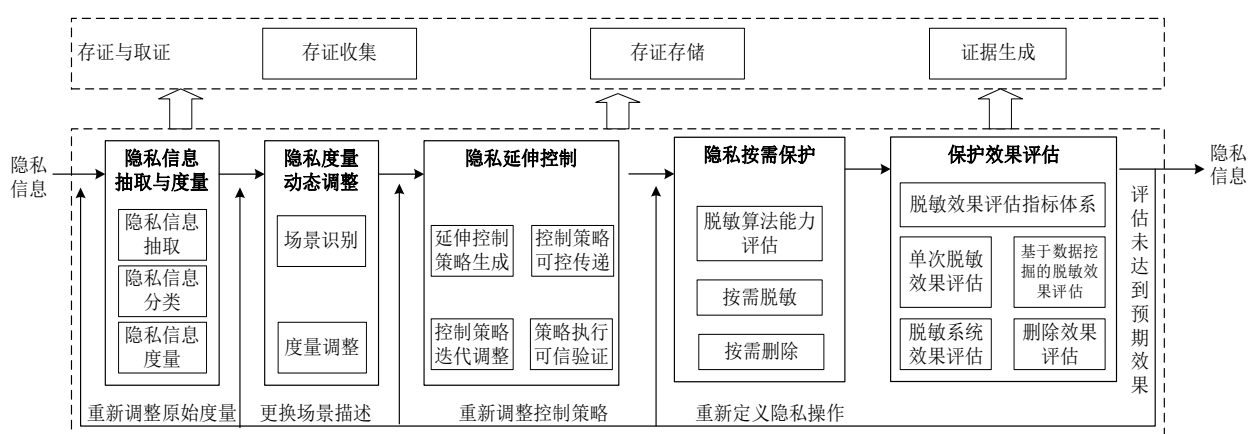 存证与取证
存证收集
存证存储
证据生成
隐私
信息
隐私信息
抽取与度量
隐私信息
抽取
隐私信息
分类
隐私信息
度量
隐私度量
动态调整
场景识别
度量调整
隐私延伸控制
延伸控制
策略生成
控制策略
可控传递
控制策略
迭代调整
策略执行
可信验证
隐私按需保护
脱敏算法能力
评估
按需脱敏
按需删除
保护效果评估
脱敏效果评估指标体系
单次脱敏
效果评估
基于数据挖
掘的脱敏效
果评估
脱敏系统
效果评估
删除效果
评估
隐私
信息
评估未达到预期效果
重新调整原始度量
更换场景描述
重新调整控制策略
重新定义隐私操作